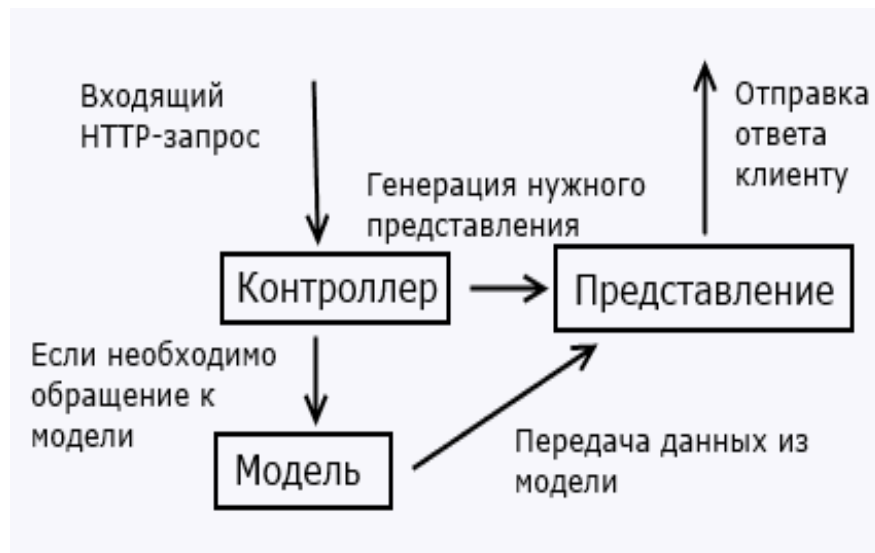 Входящий
HTTP-запрос
Отправка
ответа
клиенту
Генерация нужного
представления
Контроллер
Представление
Если необходимо
обращение к
модели
Модель
Передача данных из
модели